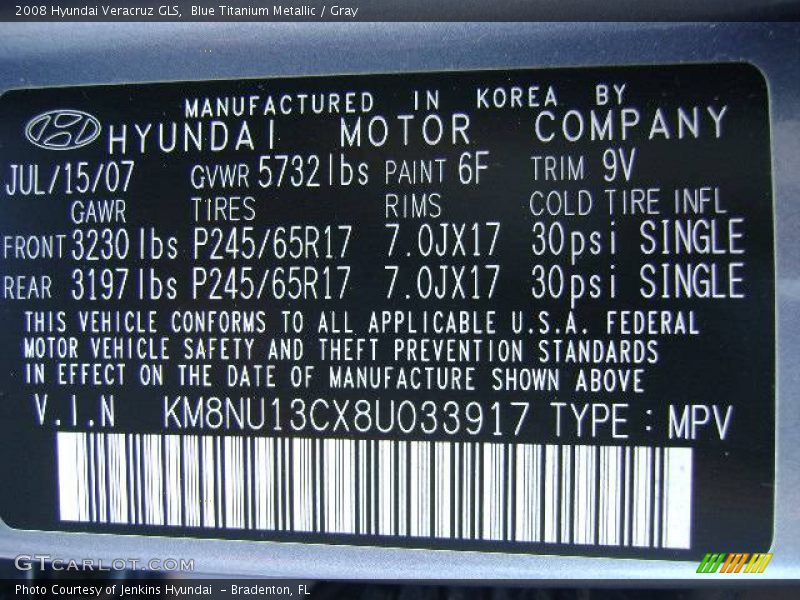 2008 Hyundai Veracruz GLS, Blue Titanium Metallic / Gray
MANUFACTURED IN KOREA BY
HYUNDAI MOTOR COMPANY
JUL/15/07 GVWR 5732lbs PAINT 6F TRIM 9V
GAWR TIRES RIMS COLD TIRE INFL
FRONT 3230lbs P245/65R17 7.0JX17 30psi SINGLE
REAR 3197lbs P245/65R17 7.0JX17 30psi SINGLE
THIS VEHICLE CONFORMS TO ALL APPLICABLE U.S.A. FEDERAL
MOTOR VEHICLE SAFETY AND THEFT PREVENTION STANDARDS
IN EFFECT ON THE DATE OF MANUFACTURE SHOWN ABOVE
V.I.N KM8NU13CX8U033917 TYPE : MPV
GTCARLOT.COM
Photo Courtesy of Jenkins Hyundai - Bradenton, FL